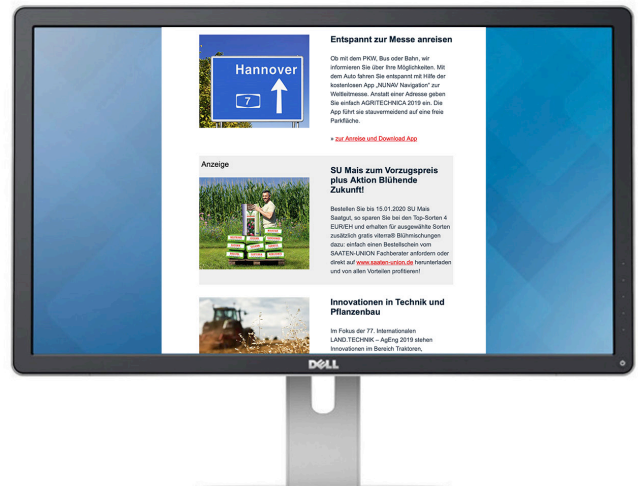 Hannover
7
Entspannt zur Messe anreisen
Ob mit dem PKW, Bus oder Bahn, wir
informieren Sie über Ihre Möglichkeiten. Mit
dem Auto fahren Sie entspannt mit Hilfe der
kostenlosen App „NUNAV Navigation" zur
Weltleitmesse. Anstatt einer Adresse geben
Sie einfach AGRITECHNICA 2019 ein. Die
App führt sie stauvermeidend auf eine freie
Parkfläche.
» zur Anreise und Download App
Anzeige
SU Mais zum Vorzugspreis
plus Aktion Blühende
Zukunft!
Bestellen Sie bis 15.01.2020 SU Mais
Saatgut, so sparen Sie bei den Top-Sorten 4
EUR/EH und erhalten für ausgewählte Sorten
zusätzlich gratis viterra® Blühmischungen
dazu: einfach einen Bestellschein vom
SAATEN-UNION Fachberater anfordern oder
direkt auf www.saaten-union.de herunterladen
und von allen Vorteilen profitieren!
Innovationen in Technik und
Pflanzenbau
Im Fokus der 77. Internationalen
LAND.TECHNIK – AgEng 2019 stehen
Innovationen im Bereich Traktoren,
DELL